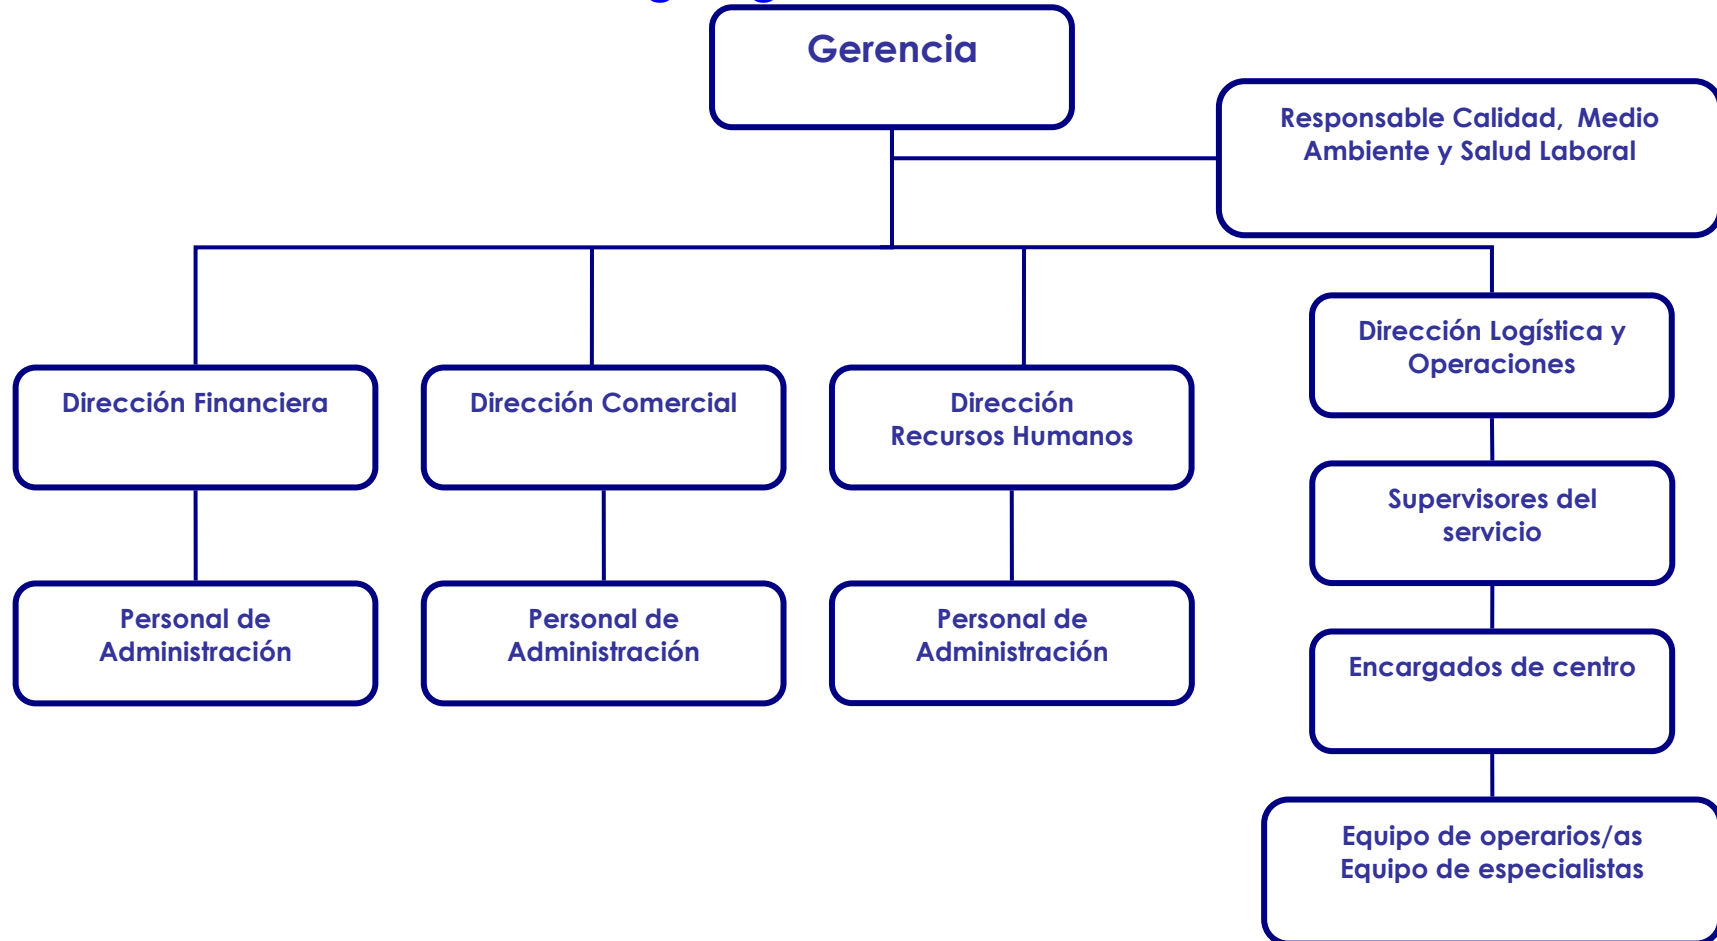 Gerencia
Responsable Calidad, Medio
Ambiente y Salud Laboral
Dirección Logística y
Operaciones
Dirección Financiera
Dirección Comercial
Dirección
Recursos Humanos
Supervisores del
servicio
Personal de
Administración
Personal de
Administración
Personal de
Administración
Encargados de centro
Equipo de operarios/as
Equipo de especialistas